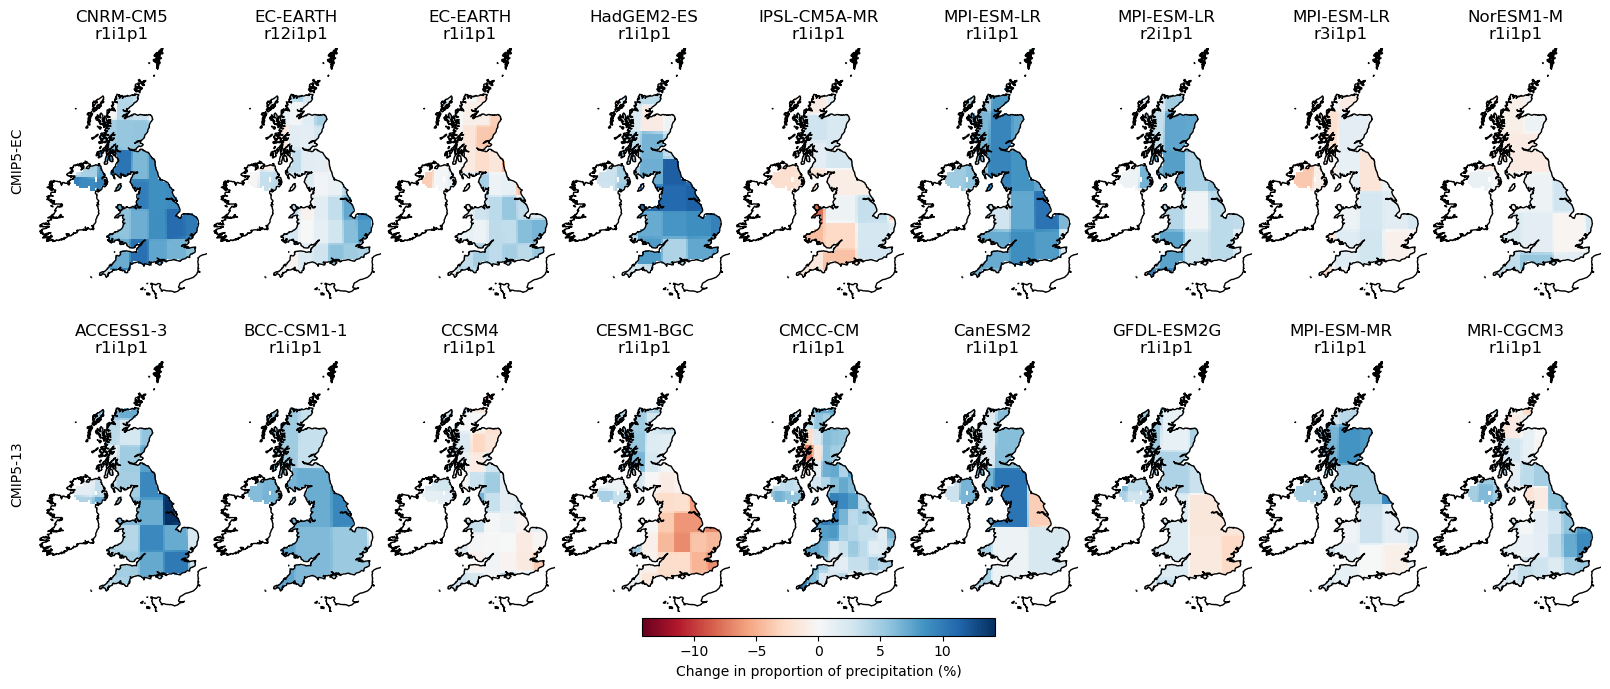 CNRM-CM5 EC-EARTH EC-EARTH HadGEM2-ES IPSL-CM5A-MR MPI-ESM-LR MPI-ESM-LR MPI-ESM-LR NorESM1-M
r1i1p1 r12i1p1 r1i1p1 r1i1p1 r1i1p1 r1i1p1 r2i1p1 r3i1p1 r1i1p1
CMIP5-EC
ACCESS1-3 BCC-CSM1-1 CCSM4 CESM1-BGC CMCC-CM CanESM2 GFDL-ESM2G MPI-ESM-MR MRI-CGCM3
r1i1p1 r1i1p1 r1i1p1 r1i1p1 r1i1p1 r1i1p1 r1i1p1 r1i1p1 r1i1p1
CMIP5-13
−10 −5 0 5 10
Change in proportion of precipitation (%)